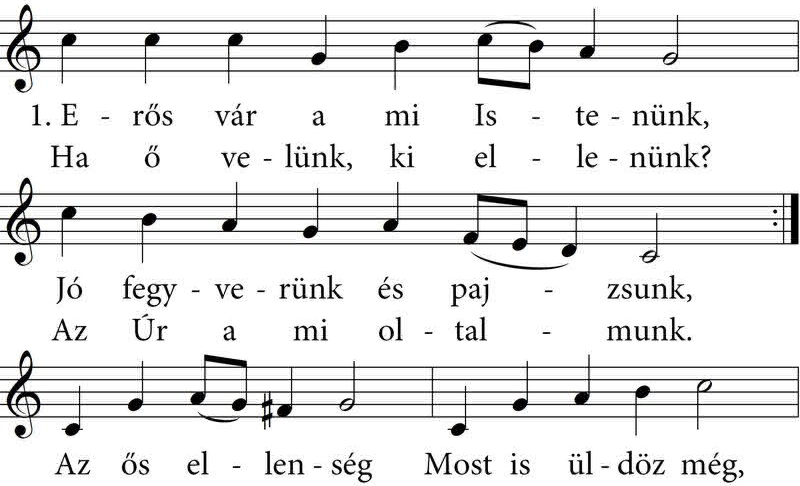 1. E - rős vár a mi Is - te - nünk,
Ha ő ve - lünk, ki el - le - nünk?
Jó fegy - ve - rünk és paj - zsunk,
Az Úr a mi ol - tal - munk.
Az ős el - len - ség Most is ül - döz még,